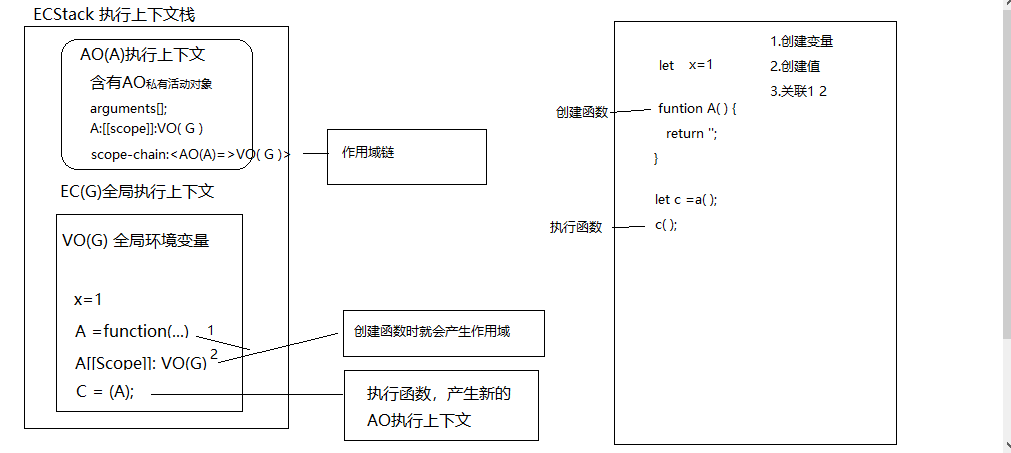 ECStack 执行上下文栈
AO(A)执行上下文
含有AO私有活动对象
arguments[];
A:[[scope]]:VO( G )
scope-chain:<AO(A)=>VO( G )>
作用域链
EC(G)全局执行上下文
VO(G) 全局环境变量
x=1
A =function(...) 1
A[[Scope]]: VO(G) 2
C = (A);
创建函数时就会产生作用域
执行函数，产生新的
AO执行上下文
1.创建变量
let x=1
2.创建值
3.关联1 2
创建函数
funtion A( ) {
return '';
}
let c =a( );
执行函数
c( );